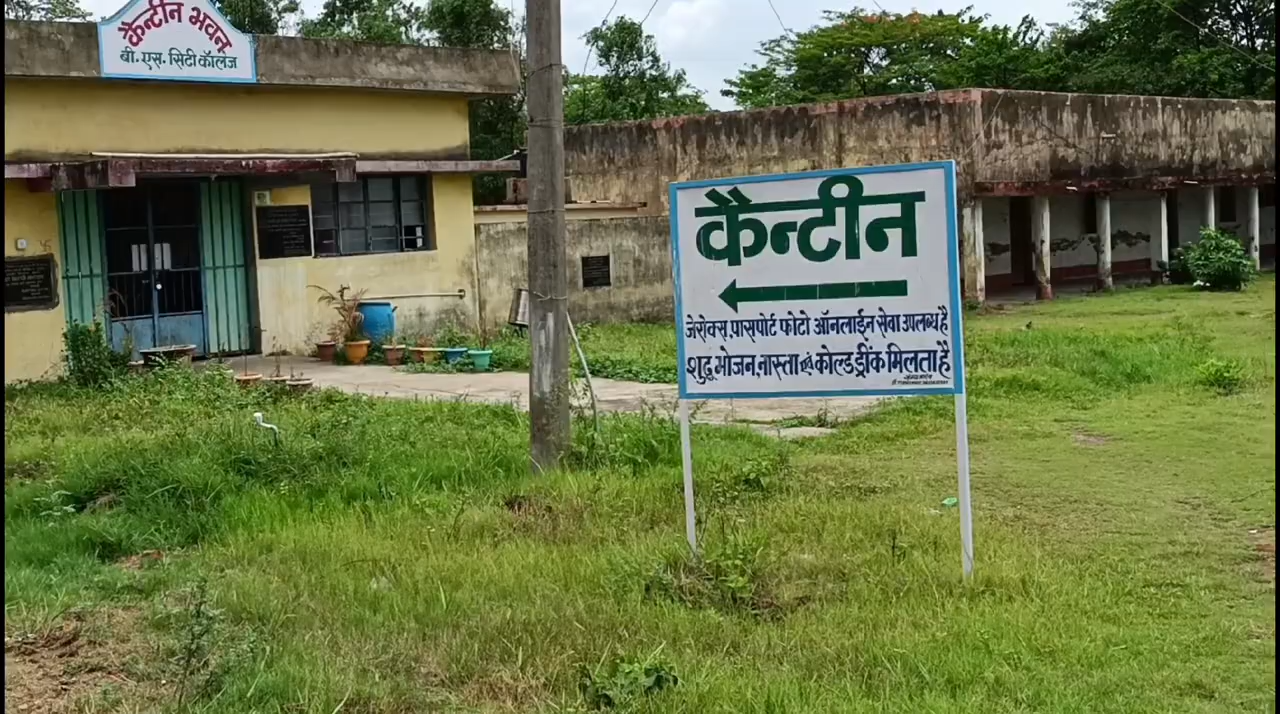 कैन्टीन भवन
बी. एस. सिटी कॉलेज
कैन्टीन
जेरोक्स, पासपोर्ट फोटो ऑनलाईन सेवा उपलब्ध है
शुद्ध भोजन, नास्ता एवं कोल्ड ड्रींक मिलता है